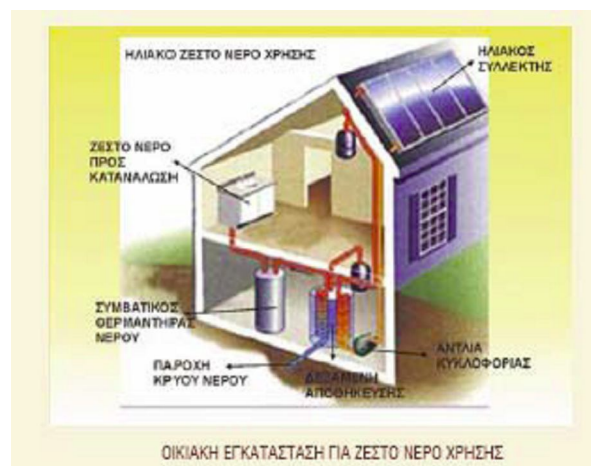 ΗΛΙΑΚΟ ΖΕΣΤΟ ΝΕΡΟ ΧΡΗΣΗΣ
ΗΛΙΑΚΟΣ
ΣΥΛΛΕΚΤΗΣ
ΖΕΣΤΟ ΝΕΡΟ
ΠΡΟΣ
ΚΑΤΑΝΑΛΩΣΗ
ΣΥΜΒΑΤΙΚΟΣ
ΘΕΡΜΑΝΤΗΡΑΣ
ΝΕΡΟΥ
ΠΑΡΟΧΗ
ΚΡΥΟΥ ΝΕΡΟΥ
ΔΕΞΑΜΕΝΗ
ΑΠΟΘΗΚΕΥΣΗΣ
ΑΝΤΛΙΑ
ΚΥΚΛΟΦΟΡΙΑΣ
ΟΙΚΙΑΚΗ ΕΓΚΑΤΑΣΤΑΣΗ ΓΙΑ ΖΕΣΤΟ ΝΕΡΟ ΧΡΗΣΗΣ